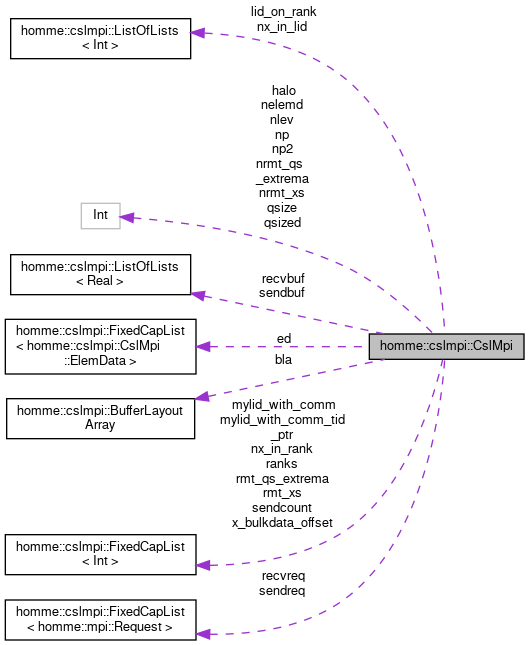 lid_on_rank
nx_in_lid
homme::cslmpi::ListOfLists
< Int >
halo
nelemd
nlev
np
np2
nrmt_qs
_extrema
nrmt_xs
qsize
qsized
Int
homme::cslmpi::ListOfLists
< Real >
recvbuf
sendbuf
homme::cslmpi::FixedCapList
< homme::cslmpi::CslMpi
::ElemData >
ed
homme::cslmpi::CslMpi
bla
homme::cslmpi::BufferLayout
Array
mylid_with_comm
mylid_with_comm_tid
_ptr
nx_in_rank
ranks
rmt_qs_extrema
rmt_xs
sendcount
x_bulkdata_offset
homme::cslmpi::FixedCapList
< Int >
recvreq
sendreq
homme::cslmpi::FixedCapList
< homme::mpi::Request >